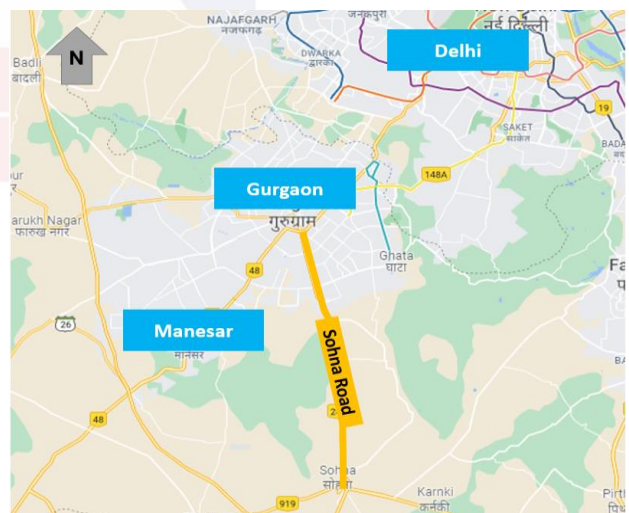 NAJAFGARH
नजफगढ़
जनकपुरी
नई दिल्ली
N
Delhi
DWARKA
द्वारका
Badli
बादली
19
SAKET
साकेत
148A
Gurgaon
गुरुग्राम
arukh Nagar
फारुख नगर
Ghata
घाटा
48
Fa
26
Manesar
मानेसर
Sohna Road
BA
48
Sohna
सोहना
Karnki
कर्नकी
919
Pirth